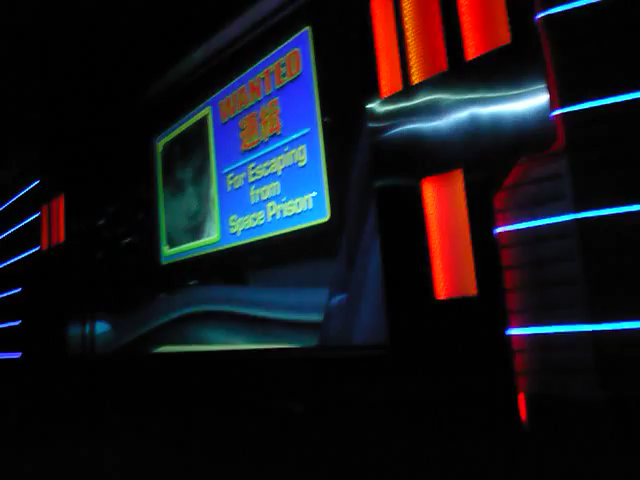 WANTED
通緝
For Escaping
from
Space Prison